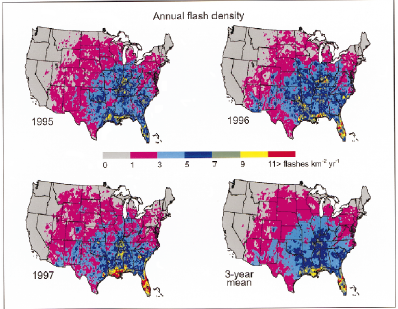 Annual flash density
1995
1996
0 1 3 5 7 9 11> flashes km⁻² yr⁻¹
1997
3-year
mean